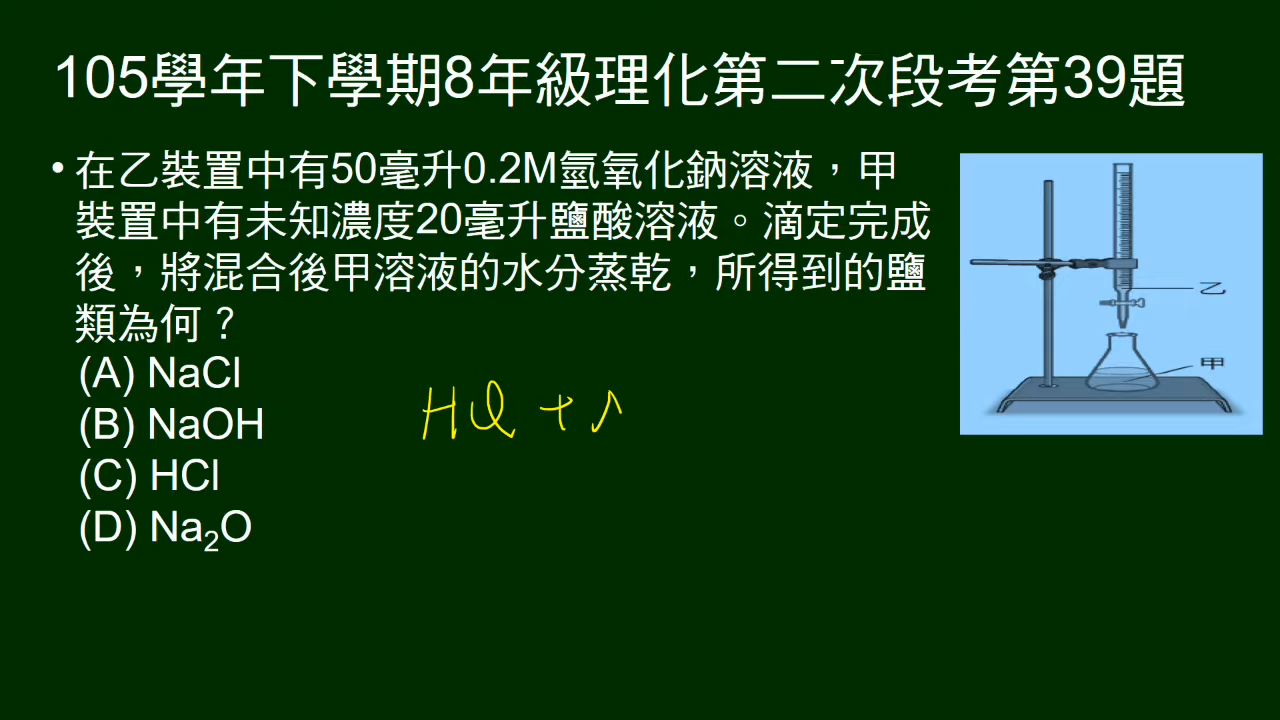 105學年下學期8年級理化第二次段考第39題
•在乙裝置中有50毫升0.2M氫氧化鈉溶液，甲
裝置中有未知濃度20毫升鹽酸溶液。滴定完成
後，將混合後甲溶液的水分蒸乾，所得到的鹽
類為何？
(A) NaCl
(B) NaOH
(C) HCl
(D) Na₂O
HCl +
乙
甲